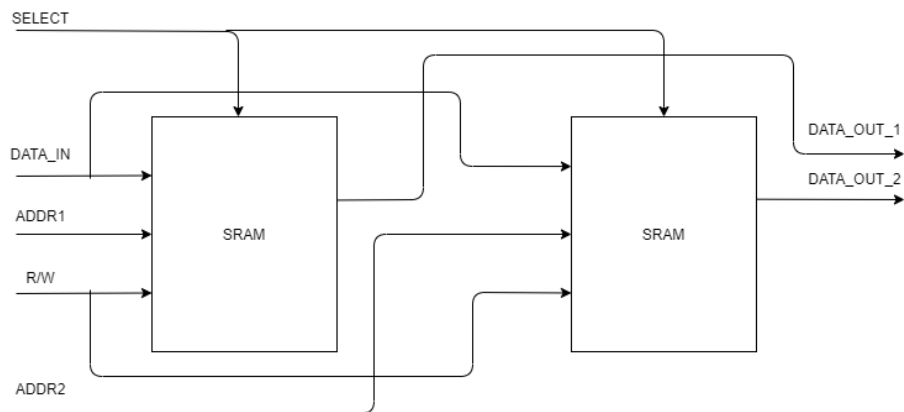 SELECT
DATA_OUT_1
DATA_IN
DATA_OUT_2
ADDR1
SRAM
SRAM
R/W
ADDR2